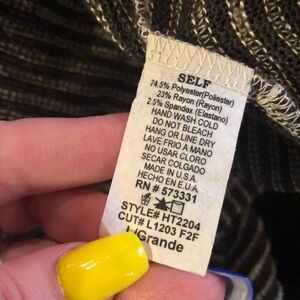 SELF
74.5% Polyester(Poliester)
23% Rayon (Rayon)
2.5% Spandex (Elastano)
HAND WASH COLD
DO NOT BLEACH
HANG OR LINE DRY
LAVE FRIO A MANO
NO USAR CLORO
SECAR COLGADO
MADE IN U.S.A
HECHO EN E.U.A
RN # 573331
STYLE# HT2204
CUT# L1203 F2F
L/Grande